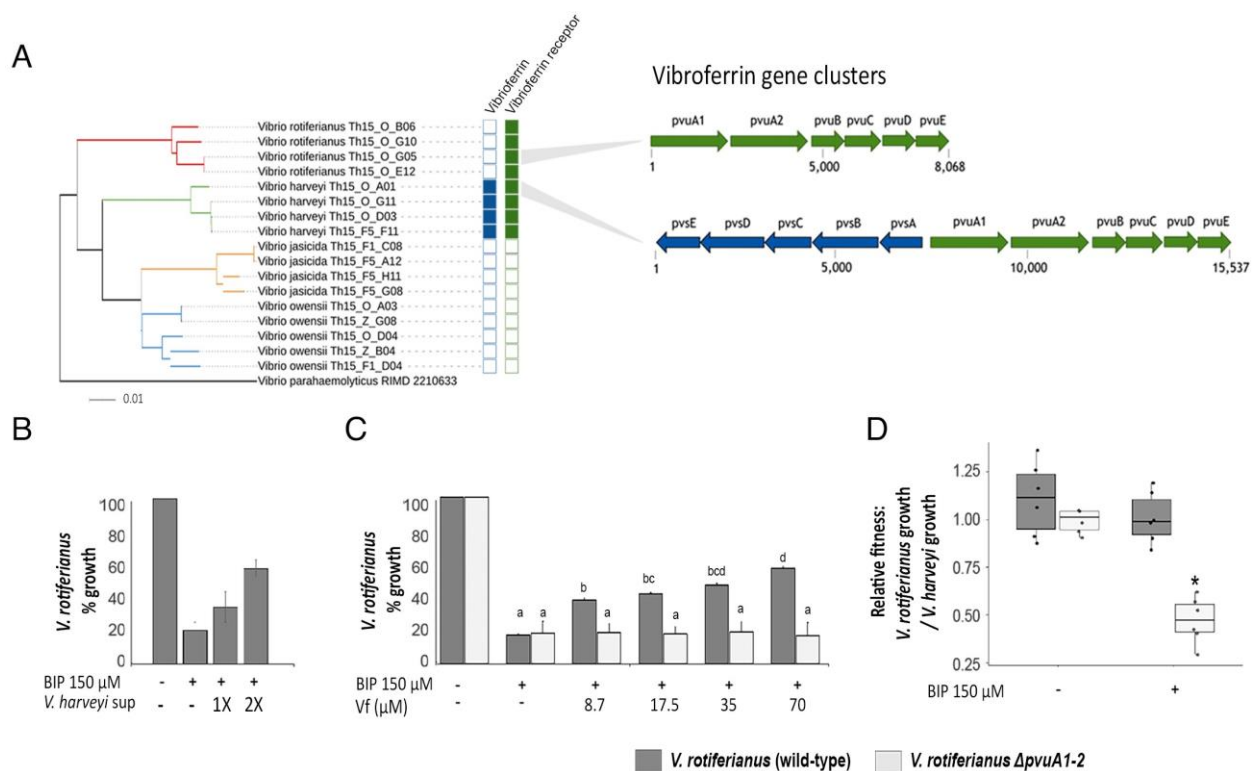 A
Vibrioferrin
Vibrioferrin receptor
Vibroferrin gene clusters
Vibrio rotiferianus Th15_O_B06
Vibrio rotiferianus Th15_O_G10
Vibrio rotiferianus Th15_O_G05
Vibrio rotiferianus Th15_O_E12
Vibrio harveyi Th15_O_A01
Vibrio harveyi Th15_O_G11
Vibrio harveyi Th15_O_D03
Vibrio harveyi Th15_F5_F11
Vibrio jasicida Th15_F1_C08
Vibrio jasicida Th15_F5_A12
Vibrio jasicida Th15_F5_H11
Vibrio jasicida Th15_F5_G08
Vibrio owensii Th15_O_A03
Vibrio owensii Th15_Z_G08
Vibrio owensii Th15_O_D04
Vibrio owensii Th15_Z_B04
Vibrio owensii Th15_F1_D04
Vibrio parahaemolyticus RIMD 2210633
0.01
pvuA1 pvuA2 pvuB pvuC pvuD pvuE
1 5,000 8,068
pvsE pvsD pvsC pvsB pvsA pvuA1 pvuA2 pvuB pvuC pvuD pvuE
1 5,000 10,000 15,537
B
V. rotiferianus
% growth
100
80
60
40
20
0
BIP 150 µM - + + +
V. harveyi sup - - 1X 2X
C
V. rotiferianus
% growth
100
80
60
40
20
0
a a b a bc a bcd a d a
BIP 150 µM - + + + + +
Vf (µM) - - 8.7 17.5 35 70
D
Relative fitness:
V. rotiferianus growth
/ V. harveyi growth
1.25
1.00
0.75
0.50
0.25
*
BIP 150 µM - +
V. rotiferianus (wild-type) V. rotiferianus ΔpvuA1-2